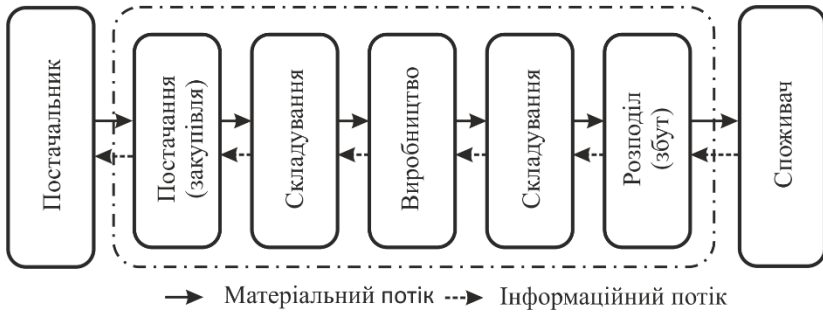 Постачальник
Постачання
(закупівля)
Складування
Виробництво
Складування
Розподіл
(збут)
Споживач
Матеріальний потік
Інформаційний потік